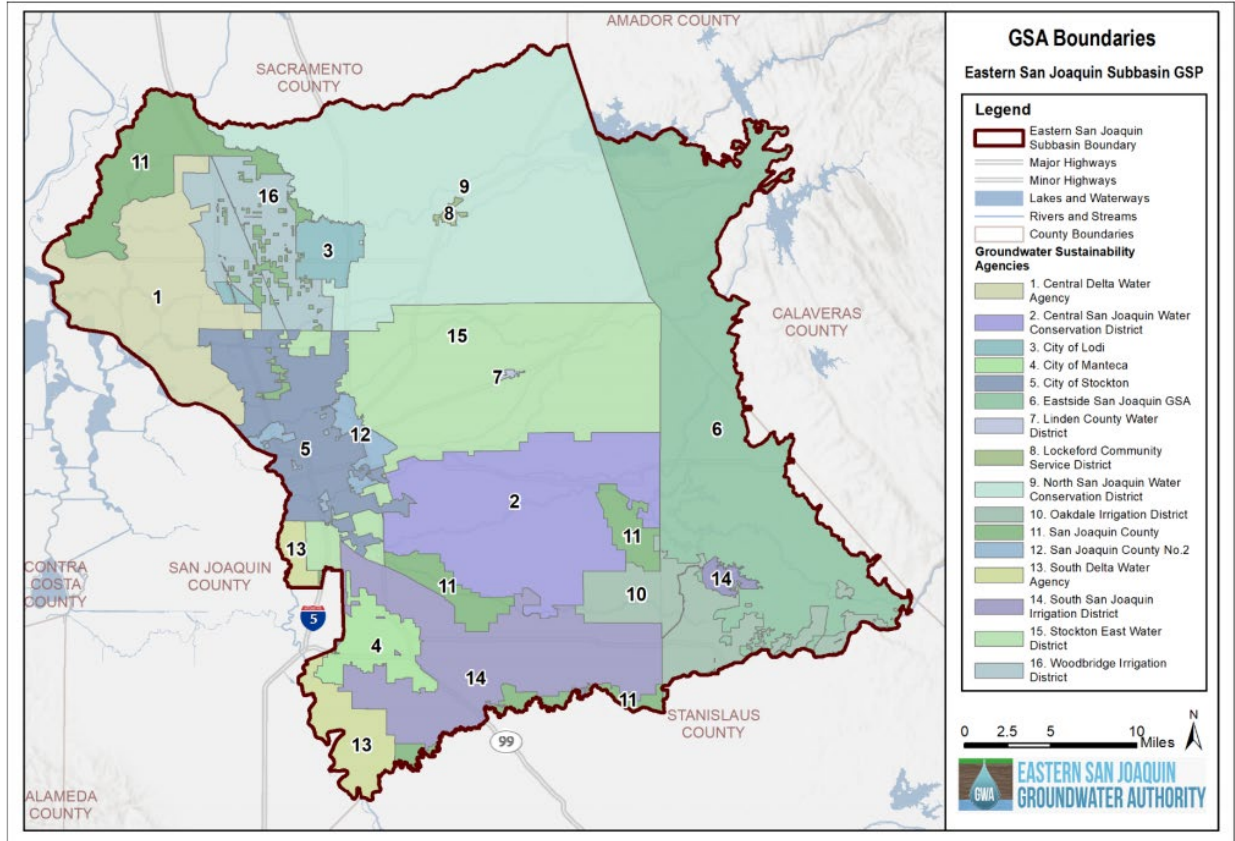 AMADOR COUNTY
SACRAMENTO
COUNTY
11
16
9
8
3
1
CALAVERAS
COUNTY
15
7
6
12
5
2
11
13
CONTRA
COSTA
COUNTY
SAN JOAQUIN
COUNTY
11
10
14
5
4
14
11
STANISLAUS
COUNTY
13
99
ALAMEDA
COUNTY
GSA Boundaries
Eastern San Joaquin Subbasin GSP
Legend
Eastern San Joaquin
Subbasin Boundary
Major Highways
Minor Highways
Lakes and Waterways
Rivers and Streams
County Boundaries
Groundwater Sustainability
Agencies
1. Central Delta Water
Agency
2. Central San Joaquin Water
Conservation District
3. City of Lodi
4. City of Manteca
5. City of Stockton
6. Eastside San Joaquin GSA
7. Linden County Water
District
8. Lockeford Community
Service District
9. North San Joaquin Water
Conservation District
10. Oakdale Irrigation District
11. San Joaquin County
12. San Joaquin County No.2
13. South Delta Water
Agency
14. South San Joaquin
Irrigation District
15. Stockton East Water
District
16. Woodbridge Irrigation
District
N
0 2.5 5 10 Miles
GWA
EASTERN SAN JOAQUIN
GROUNDWATER AUTHORITY